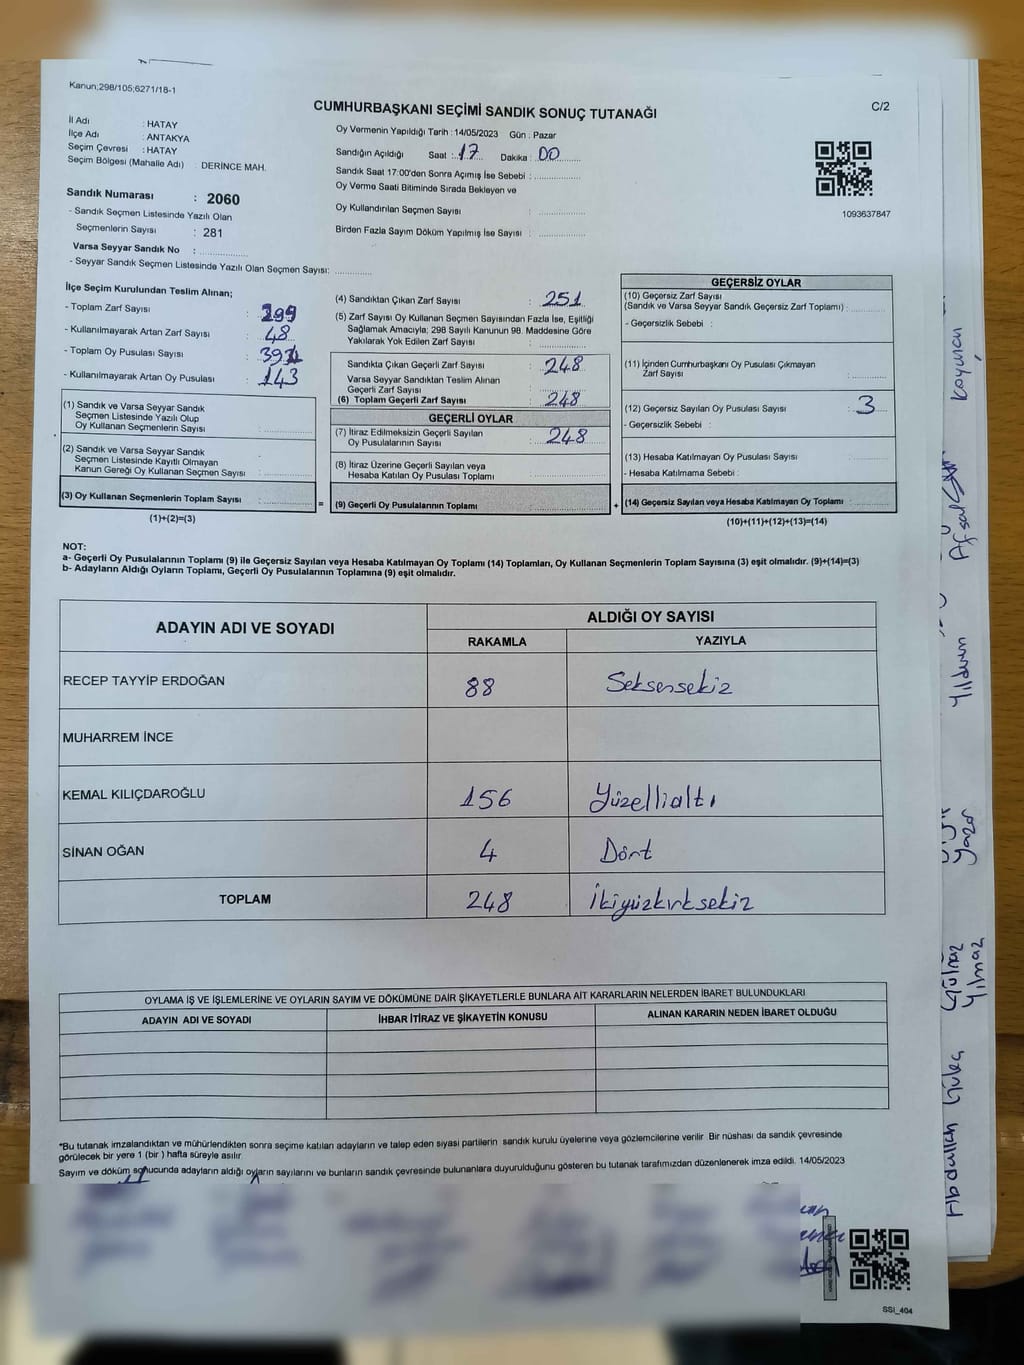 Kanun;298/105;6271/18-1
C/2
CUMHURBAŞKANI SEÇİMİ SANDIK SONUÇ TUTANAĞI
İl Adı : HATAY
İlçe Adı : ANTAKYA
Seçim Çevresi : HATAY
Seçim Bölgesi (Mahalle Adı) DERİNCE MAH.
Sandık Numarası : 2060
- Sandık Seçmen Listesinde Yazılı Olan
Seçmenlerin Sayısı : 281
Varsa Seyyar Sandık No :
- Seyyar Sandık Seçmen Listesinde Yazılı Olan Seçmen Sayısı:
Oy Vermenin Yapıldığı Tarih : 14/05/2023 Gün : Pazar
Sandığın Açıldığı Saat : 17 Dakika : 00
Sandık Saat 17:00'den Sonra Açımış İse Sebebi :
Oy Verme Saati Bitiminde Sırada Bekleyen ve
Oy Kullandırılan Seçmen Sayısı :
Birden Fazla Sayım Döküm Yapılmış İse Sayısı :
1093637847
İlçe Seçim Kurulundan Teslim Alınan;
- Toplam Zarf Sayısı : 299
- Kullanılmayarak Artan Zarf Sayısı : 48
- Toplam Oy Pusulası Sayısı :
- Kullanılmayarak Artan Oy Pusulası : 143
(1) Sandık ve Varsa Seyyar Sandık
Seçmen Listesinde Yazılı Olup
Oy Kullanan Seçmenlerin Sayısı :
(2) Sandık ve Varsa Seyyar Sandık
Seçmen Listesinde Kayıtlı Olmayan
Kanun Gereği Oy Kullanan Seçmen Sayısı :
(3) Oy Kullanan Seçmenlerin Toplam Sayısı : =
(1)+(2)=(3)
(4) Sandıktan Çıkan Zarf Sayısı : 251
(5) Zarf Sayısı Oy Kullanan Seçmen Sayısından Fazla İse, Eşitliği
Sağlamak Amacıyla; 298 Sayılı Kanunun 98. Maddesine Göre
Yakılarak Yok Edilen Zarf Sayısı :
Sandıkta Çıkan Geçerli Zarf Sayısı : 248
Varsa Seyyar Sandıktan Teslim Alınan
Geçerli Zarf Sayısı :
(6) Toplam Geçerli Zarf Sayısı : 248
GEÇERLİ OYLAR
(7) İtiraz Edilmeksizin Geçerli Sayılan
Oy Pusulalarının Sayısı : 248
(8) İtiraz Üzerine Geçerli Sayılan veya
Hesaba Katılan Oy Pusulası Toplamı :
(9) Geçerli Oy Pusulalarının Toplamı : +
GEÇERSİZ OYLAR
(10) Geçersiz Zarf Sayısı
(Sandık ve Varsa Seyyar Sandık Geçersiz Zarf Toplamı) :
- Geçersizlik Sebebi :
(11) İçinden Cumhurbaşkanı Oy Pusulası Çıkmayan
Zarf Sayısı :
(12) Geçersiz Sayılan Oy Pusulası Sayısı : 3
- Geçersizlik Sebebi :
(13) Hesaba Katılmayan Oy Pusulası Sayısı :
- Hesaba Katılmama Sebebi :
(14) Geçersiz Sayılan veya Hesaba Katılmayan Oy Toplamı :
(10)+(11)+(12)+(13)=(14)
NOT:
a- Geçerli Oy Pusulalarının Toplamı (9) ile Geçersiz Sayılan veya Hesaba Katılmayan Oy Toplamı (14) Toplamları, Oy Kullanan Seçmenlerin Toplam Sayısına (3) eşit olmalıdır. (9)+(14)=(3)
b- Adayların Aldığı Oyların Toplamı, Geçerli Oy Pusulalarının Toplamına (9) eşit olmalıdır.
ADAYIN ADI VE SOYADI ALDIĞI OY SAYISI
RAKAMLA YAZIYLA
RECEP TAYYİP ERDOĞAN 88 Seksensekiz
MUHARREM İNCE
KEMAL KILIÇDAROĞLU 156 Yüzellialtı
SİNAN OĞAN 4 Dört
TOPLAM 248 İkiyüzkırksekiz
OYLAMA İŞ VE İŞLEMLERİNE VE OYLARIN SAYIM VE DÖKÜMÜNE DAİR ŞİKAYETLERLE BUNLARA AİT KARARLARIN NELERDEN İBARET BULUNDUKLARI
ADAYIN ADI VE SOYADI İHBAR İTİRAZ VE ŞİKAYETİN KONUSU ALINAN KARARIN NEDEN İBARET OLDUĞU
*Bu tutanak imzalandıktan ve mühürlendikten sonra seçime katılan adayların ve talep eden siyasi partilerin sandık kurulu üyelerine veya gözlemcilerine verilir Bir nüshası da sandık çevresinde
görülecek bir yere 1 (bir ) hafta süreyle asılır
Sayım ve döküm sonucunda adayların aldığı oyların sayılarını ve bunların sandık çevresinde bulunanlara duyurulduğunu gösteren bu tutanak tarafımızdan düzenlenerek imza edildi. 14/05/2023
SSI_404
Abdullah
Gülnaz
Yılmaz
Yazar
Yıldırım